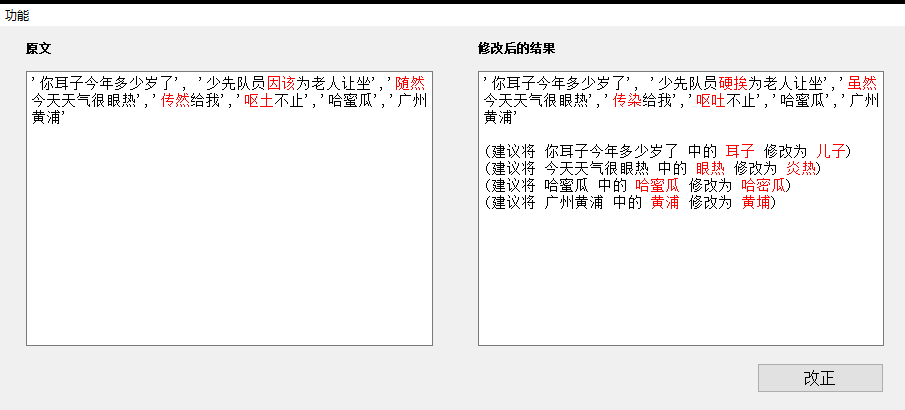 功能
原文
'你耳子今年多少岁了', '少先队员因该为老人让坐','随然
今天天气很眼热','传然给我','呕土不止','哈蜜瓜','广州
黄浦'
修改后的结果
'你耳子今年多少岁了', '少先队员硬挨为老人让坐','虽然
今天天气很眼热','传染给我','呕吐不止','哈蜜瓜','广州
黄浦'
(建议将 你耳子今年多少岁了 中的 耳子 修改为 儿子)
(建议将 今天天气很眼热 中的 眼热 修改为 炎热)
(建议将 哈蜜瓜 中的 哈蜜瓜 修改为 哈密瓜)
(建议将 广州黄浦 中的 黄浦 修改为 黄埔)
改正